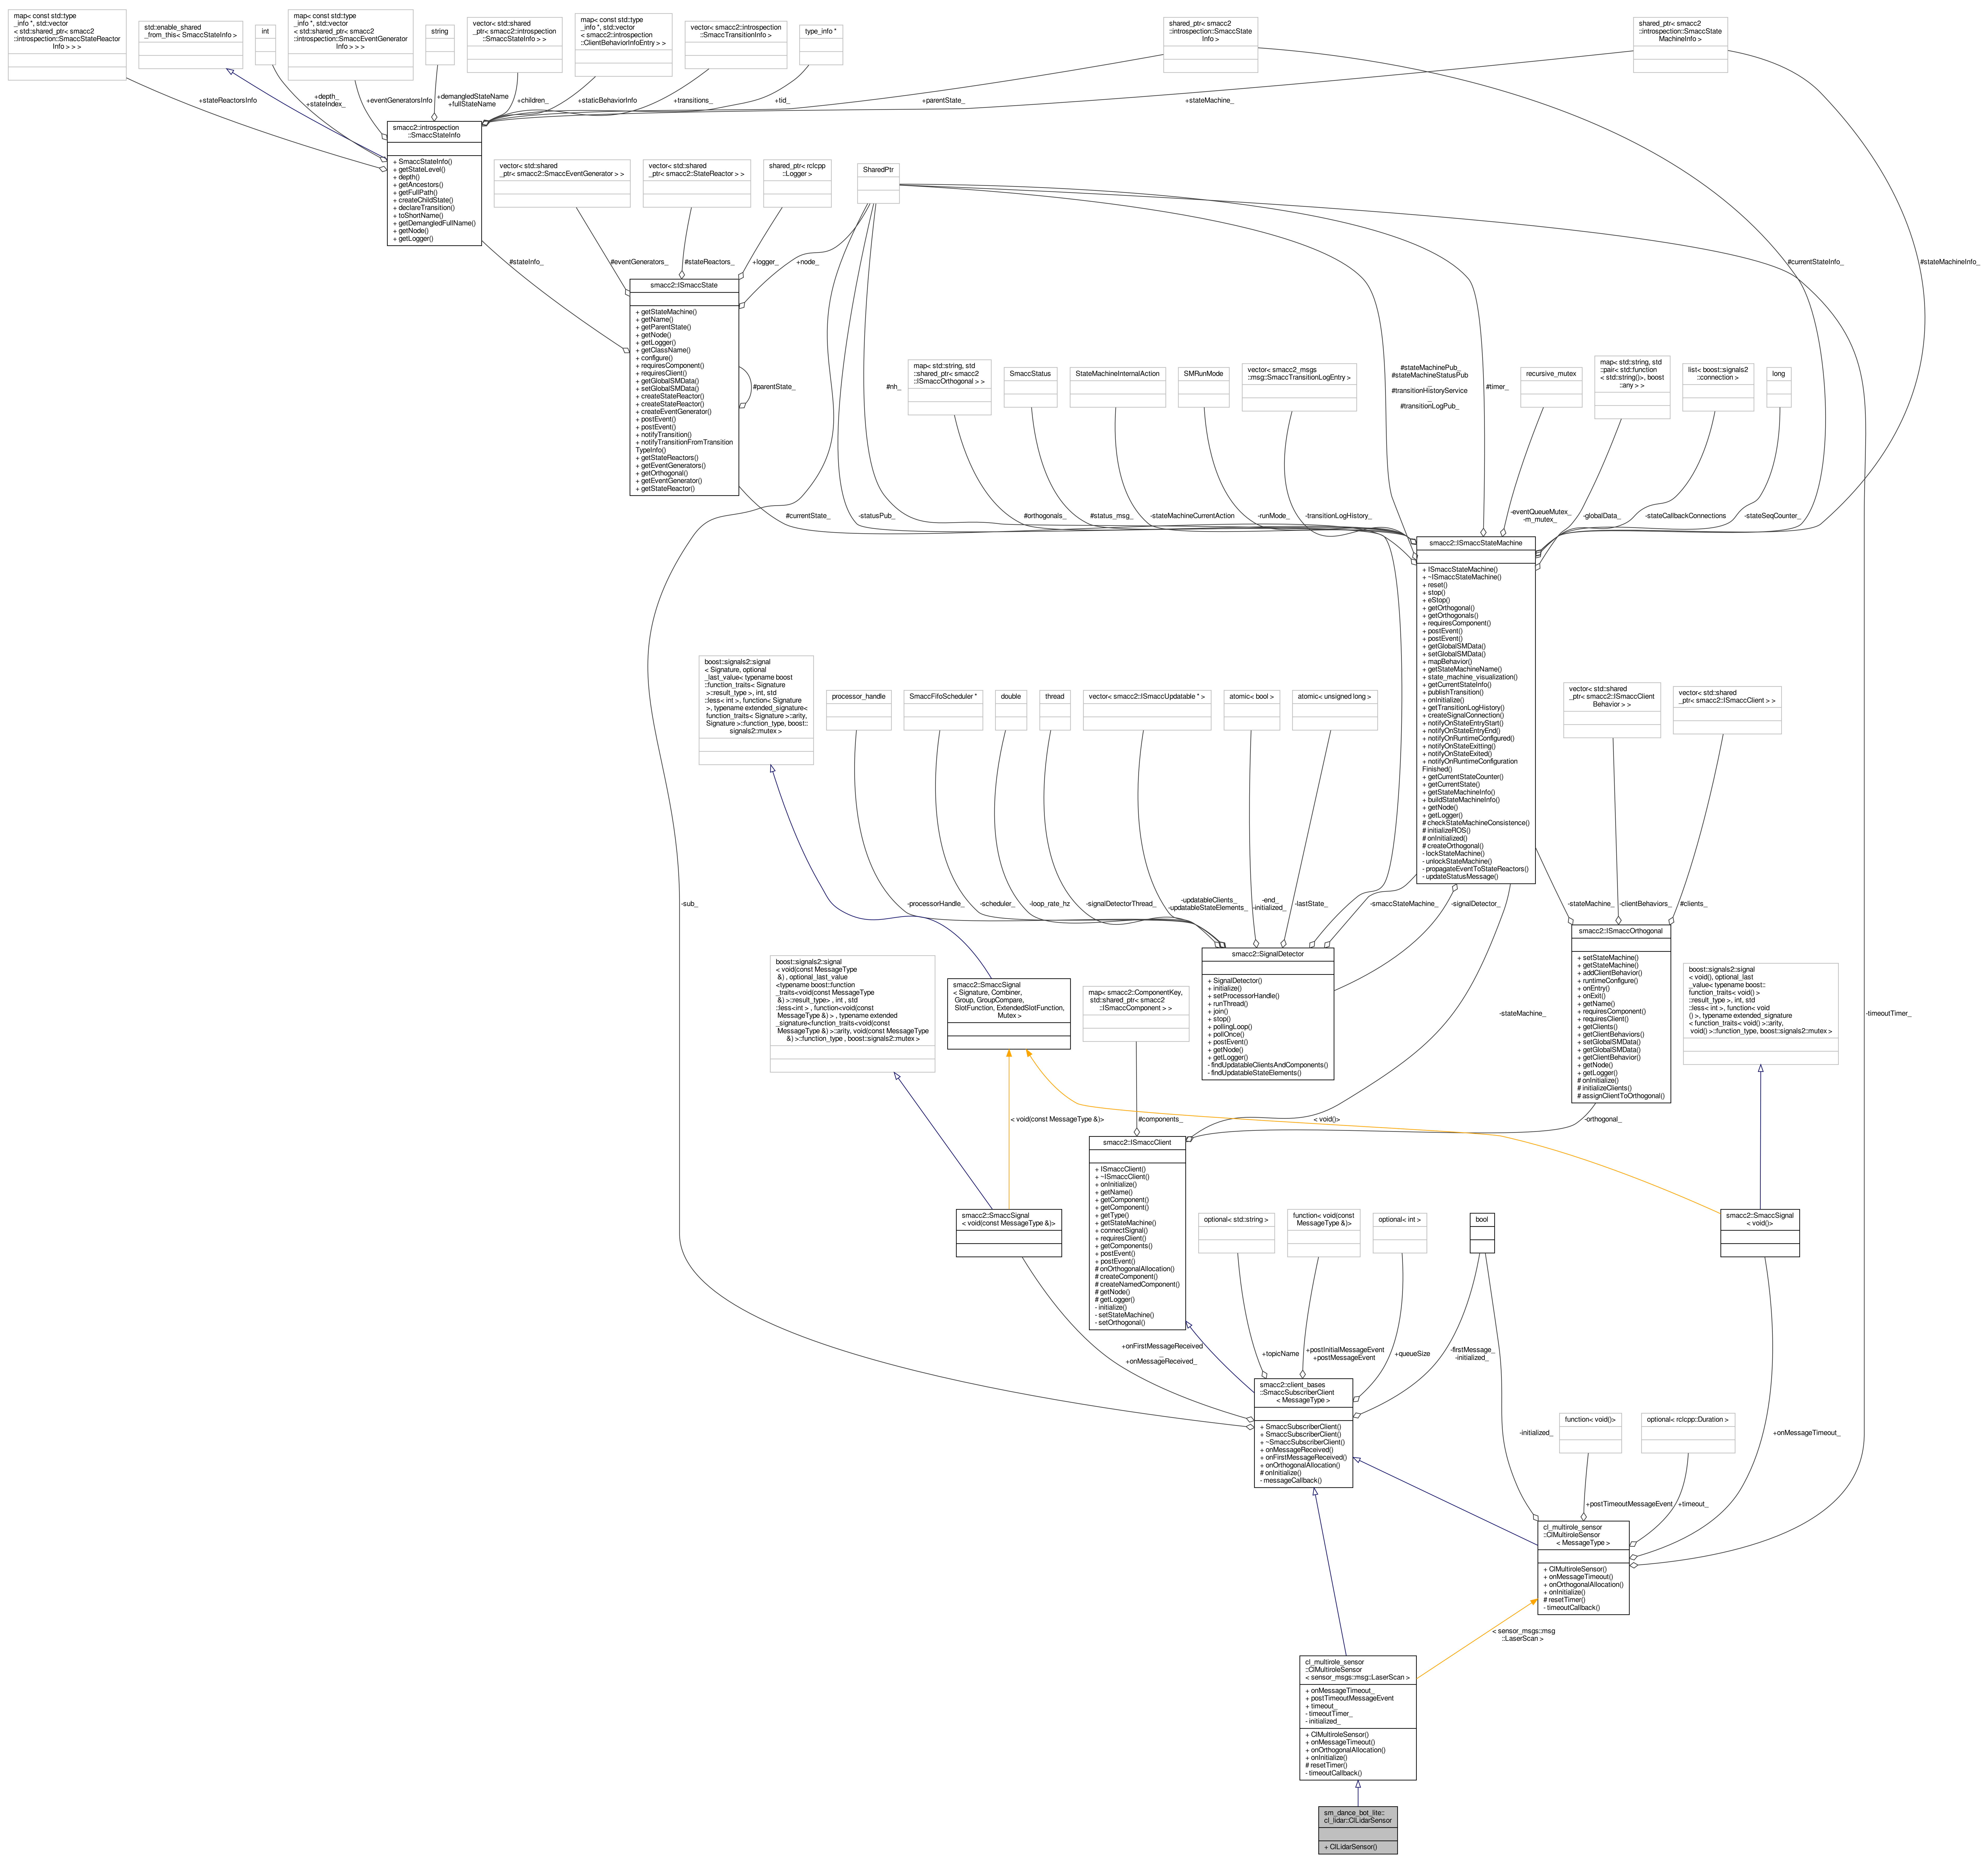 map< const std::type
_info *, std::vector
< std::shared_ptr< smacc2
::introspection::SmaccStateReactor
Info > > >
std::enable_shared
_from_this< SmaccStateInfo >
int
map< const std::type
_info *, std::vector
< std::shared_ptr< smacc2
::introspection::SmaccEventGenerator
Info > > >
string
vector< std::shared
_ptr< smacc2::introspection
::SmaccStateInfo > >
map< const std::type
_info *, std::vector
< smacc2::introspection
::ClientBehaviorInfoEntry > >
vector< smacc2::introspection
::SmaccTransitionInfo >
type_info *
shared_ptr< smacc2
::introspection::SmaccState
Info >
shared_ptr< smacc2
::introspection::SmaccState
MachineInfo >
+stateReactorsInfo
+depth_
+stateIndex_
+eventGeneratorsInfo
+demangledStateName
+fullStateName
+children_
+staticBehaviorInfo
+transitions_
+tid_
+parentState_
+stateMachine_
smacc2::introspection
::SmaccStateInfo
+ SmaccStateInfo()
+ getStateLevel()
+ depth()
+ getAncestors()
+ getFullPath()
+ createChildState()
+ declareTransition()
+ toShortName()
+ getDemangledFullName()
+ getNode()
+ getLogger()
vector< std::shared
_ptr< smacc2::SmaccEventGenerator > >
vector< std::shared
_ptr< smacc2::StateReactor > >
shared_ptr< rclcpp
::Logger >
SharedPtr
#stateInfo_
#eventGenerators_
#stateReactors_
+logger_
+node_
#currentStateInfo_
#stateMachineInfo_
smacc2::ISmaccState
+ getStateMachine()
+ getName()
+ getParentState()
+ getNode()
+ getLogger()
+ getClassName()
+ configure()
+ requiresComponent()
+ requiresClient()
+ getGlobalSMData()
+ setGlobalSMData()
+ createStateReactor()
+ createStateReactor()
+ createEventGenerator()
+ postEvent()
+ postEvent()
+ notifyTransition()
+ notifyTransitionFromTransition
TypeInfo()
+ getStateReactors()
+ getEventGenerators()
+ getOrthogonal()
+ getEventGenerator()
+ getStateReactor()
#parentState_
#nh_
map< std::string, std
::shared_ptr< smacc2
::ISmaccOrthogonal > >
SmaccStatus
StateMachineInternalAction
SMRunMode
vector< smacc2_msgs
::msg::SmaccTransitionLogEntry >
#stateMachinePub_
#stateMachineStatusPub
_
#transitionHistoryService
_
#transitionLogPub_
#timer_
recursive_mutex
map< std::string, std
::pair< std::function
< std::string()>, boost
::any > >
list< boost::signals2
::connection >
long
#currentState_
-statusPub_
#orthogonals_
#status_msg_
-stateMachineCurrentAction
-runMode_
-transitionLogHistory_
-eventQueueMutex_
-m_mutex_
-globalData_
-stateCallbackConnections
-stateSeqCounter_
smacc2::ISmaccStateMachine
+ ISmaccStateMachine()
+ ~ISmaccStateMachine()
+ reset()
+ stop()
+ eStop()
+ getOrthogonal()
+ getOrthogonals()
+ requiresComponent()
+ postEvent()
+ postEvent()
+ getGlobalSMData()
+ setGlobalSMData()
+ mapBehavior()
+ getStateMachineName()
+ state_machine_visualization()
+ getCurrentStateInfo()
+ publishTransition()
+ onInitialize()
+ getTransitionLogHistory()
+ createSignalConnection()
+ notifyOnStateEntryStart()
+ notifyOnStateEntryEnd()
+ notifyOnRuntimeConfigured()
+ notifyOnStateExitting()
+ notifyOnStateExited()
+ notifyOnRuntimeConfiguration
Finished()
+ getCurrentStateCounter()
+ getCurrentState()
+ getStateMachineInfo()
+ buildStateMachineInfo()
+ getNode()
+ getLogger()
# checkStateMachineConsistence()
# initializeROS()
# onInitialized()
# createOrthogonal()
- lockStateMachine()
- unlockStateMachine()
- propagateEventToStateReactors()
- updateStatusMessage()
boost::signals2::signal
< Signature, optional
_last_value< typename boost
::function_traits< Signature
>::result_type >, int, std
::less< int >, function< Signature
>, typename extended_signature<
function_traits< Signature >::arity,
Signature >::function_type, boost::
signals2::mutex >
processor_handle
SmaccFifoScheduler *
double
thread
vector< smacc2::ISmaccUpdatable * >
atomic< bool >
atomic< unsigned long >
vector< std::shared
_ptr< smacc2::ISmaccClient
Behavior > >
vector< std::shared
_ptr< smacc2::ISmaccClient > >
-sub_
-processorHandle_
-scheduler_
-loop_rate_hz
-signalDetectorThread_
-updatableClients_
-updatableStateElements_
-end_
-initialized_
-lastState_
-smaccStateMachine_
-signalDetector_
-stateMachine_
-clientBehaviors_
#clients_
smacc2::SignalDetector
+ SignalDetector()
+ initialize()
+ setProcessorHandle()
+ runThread()
+ join()
+ stop()
+ pollingLoop()
+ pollOnce()
+ postEvent()
+ getNode()
+ getLogger()
- findUpdatableClientsAndComponents()
- findUpdatableStateElements()
smacc2::ISmaccOrthogonal
+ setStateMachine()
+ getStateMachine()
+ addClientBehavior()
+ runtimeConfigure()
+ onEntry()
+ onExit()
+ getName()
+ requiresComponent()
+ requiresClient()
+ getClients()
+ getClientBehaviors()
+ setGlobalSMData()
+ getGlobalSMData()
+ getClientBehavior()
+ getNode()
+ getLogger()
# onInitialize()
# initializeClients()
# assignClientToOrthogonal()
boost::signals2::signal
< void(const MessageType
&) , optional_last_value
<typename boost::function
_traits<void(const MessageType
&) >::result_type> , int , std
::less<int > , function<void(const
MessageType &) > , typename extended
_signature<function_traits<void(const
MessageType &) >::arity, void(const MessageType
&) >::function_type , boost::signals2::mutex >
smacc2::SmaccSignal
< Signature, Combiner,
Group, GroupCompare,
SlotFunction, ExtendedSlotFunction,
Mutex >
map< smacc2::ComponentKey,
std::shared_ptr< smacc2
::ISmaccComponent > >
boost::signals2::signal
< void(), optional_last
_value< typename boost::
function_traits< void() >
::result_type >, int, std
::less< int >, function< void
() >, typename extended_signature
< function_traits< void() >::arity,
void() >::function_type, boost::signals2::mutex >
-stateMachine_
-timeoutTimer_
< void(const MessageType &)>
#components_
< void()>
-orthogonal_
smacc2::ISmaccClient
+ ISmaccClient()
+ ~ISmaccClient()
+ onInitialize()
+ getName()
+ getComponent()
+ getComponent()
+ getType()
+ getStateMachine()
+ connectSignal()
+ requiresClient()
+ getComponents()
+ postEvent()
+ postEvent()
# onOrthogonalAllocation()
# createComponent()
# createNamedComponent()
# getNode()
# getLogger()
- initialize()
- setStateMachine()
- setOrthogonal()
smacc2::SmaccSignal
< void(const MessageType &)>
optional< std::string >
function< void(const
MessageType &)>
optional< int >
bool
smacc2::SmaccSignal
< void()>
+onFirstMessageReceived
_
+onMessageReceived_
+topicName
+postInitialMessageEvent
+postMessageEvent
+queueSize
-firstMessage_
-initialized_
smacc2::client_bases
::SmaccSubscriberClient
< MessageType >
+ SmaccSubscriberClient()
+ SmaccSubscriberClient()
+ ~SmaccSubscriberClient()
+ onMessageReceived()
+ onFirstMessageReceived()
+ onOrthogonalAllocation()
# onInitialize()
- messageCallback()
function< void()>
optional< rclcpp::Duration >
-initialized_
+onMessageTimeout_
+postTimeoutMessageEvent
+timeout_
cl_multirole_sensor
::ClMultiroleSensor
< MessageType >
+ ClMultiroleSensor()
+ onMessageTimeout()
+ onOrthogonalAllocation()
+ onInitialize()
# resetTimer()
- timeoutCallback()
< sensor_msgs::msg
::LaserScan >
cl_multirole_sensor
::ClMultiroleSensor
< sensor_msgs::msg::LaserScan >
+ onMessageTimeout_
+ postTimeoutMessageEvent
+ timeout_
- timeoutTimer_
- initialized_
+ ClMultiroleSensor()
+ onMessageTimeout()
+ onOrthogonalAllocation()
+ onInitialize()
# resetTimer()
- timeoutCallback()
sm_dance_bot_lite::
cl_lidar::ClLidarSensor
+ ClLidarSensor()